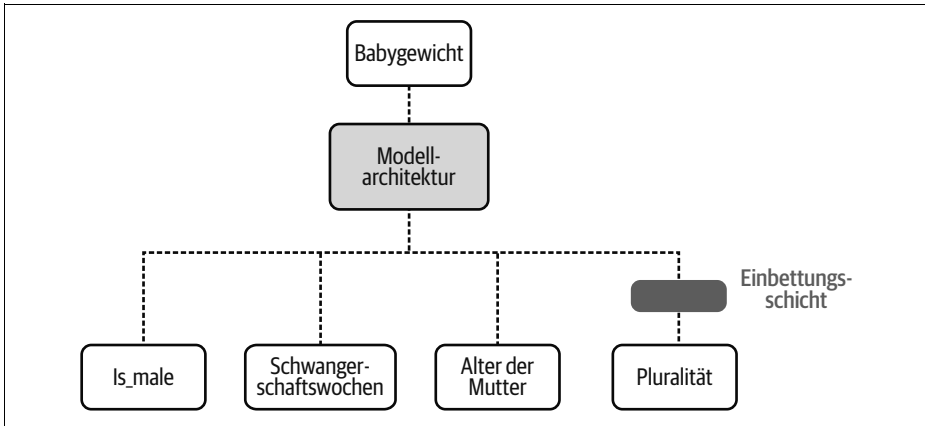 Babygewicht
Modell-
architektur
Einbettungs-
schicht
Is_male
Schwanger-
schaftswochen
Alter der
Mutter
Pluralität